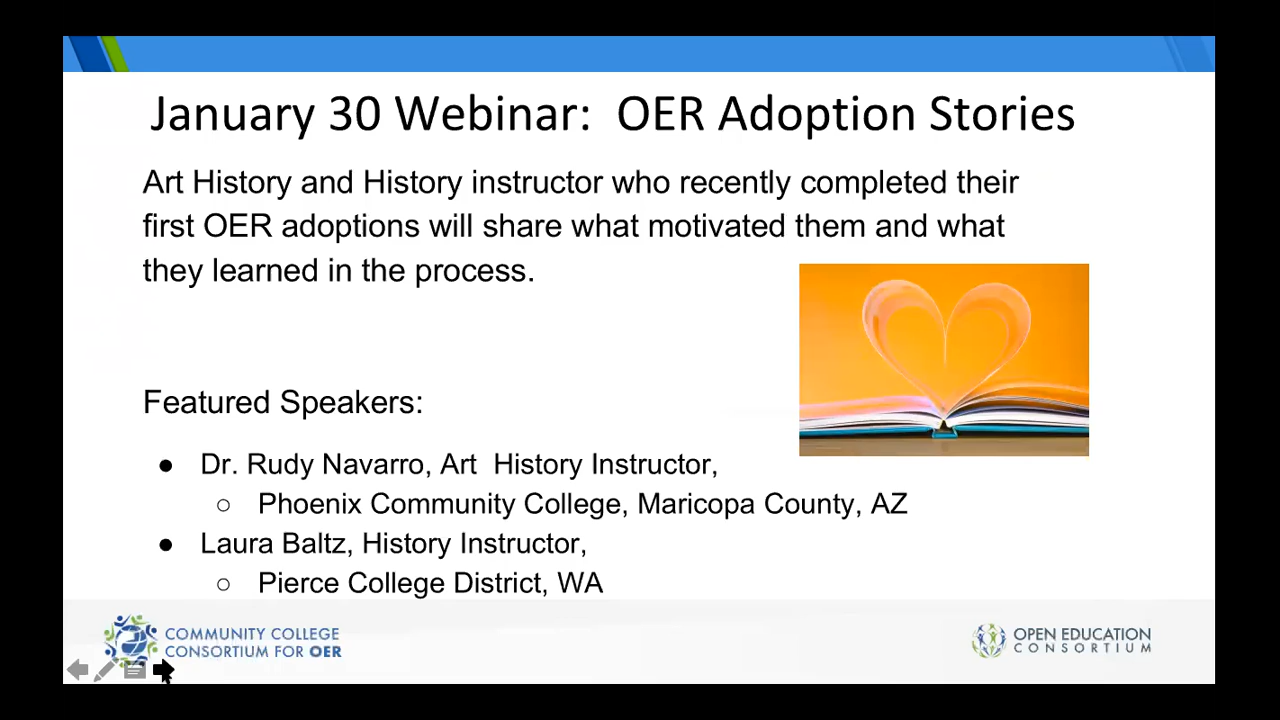 January 30 Webinar:  OER Adoption Stories
Art History and History instructor who recently completed their
first OER adoptions will share what motivated them and what
they learned in the process.
Featured Speakers:
● Dr. Rudy Navarro, Art  History Instructor,
○ Phoenix Community College, Maricopa County, AZ
● Laura Baltz, History Instructor,
○ Pierce College District, WA
COMMUNITY COLLEGE
CONSORTIUM FOR OER
OPEN EDUCATION
CONSORTIUM